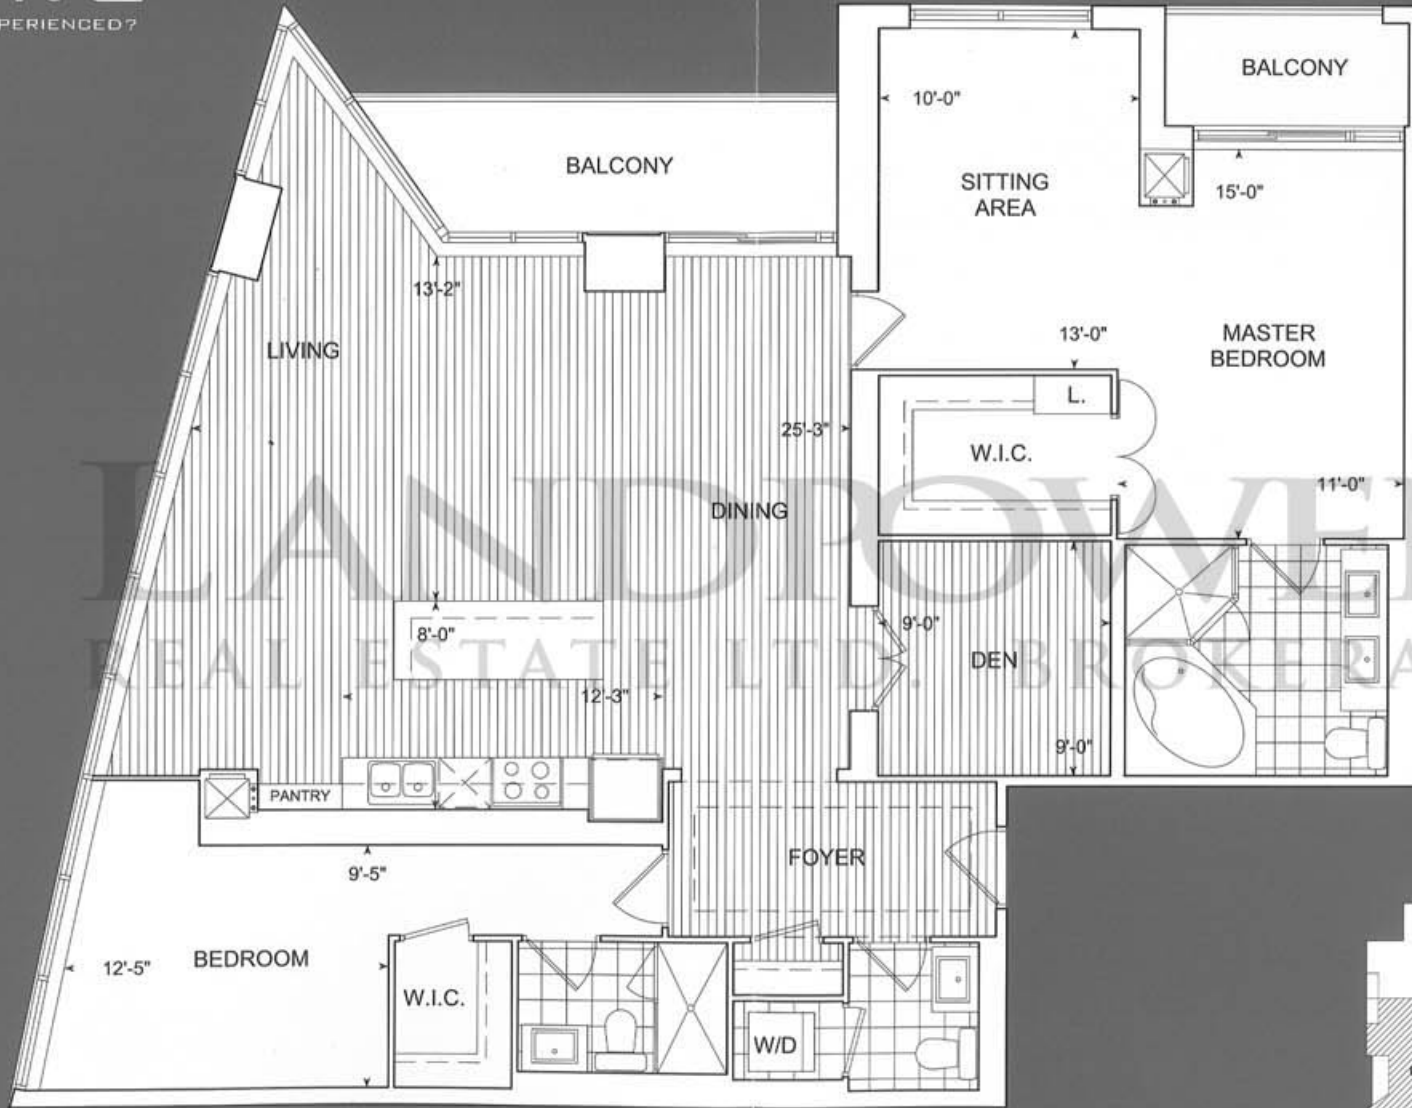 PERIENCED?
BALCONY
10'-0"
BALCONY
SITTING
AREA
15'-0"
13'-2"
LIVING
13'-0"
MASTER
BEDROOM
L.
25'-3"
W.I.C.
11'-0"
DINING
LANDPOWE
8'-0"
9'-0"
DEN
REAL ESTATE LTD. BROKERA
12'-3"
9'-0"
PANTRY
FOYER
9'-5"
BEDROOM
12'-5"
W.I.C.
W/D